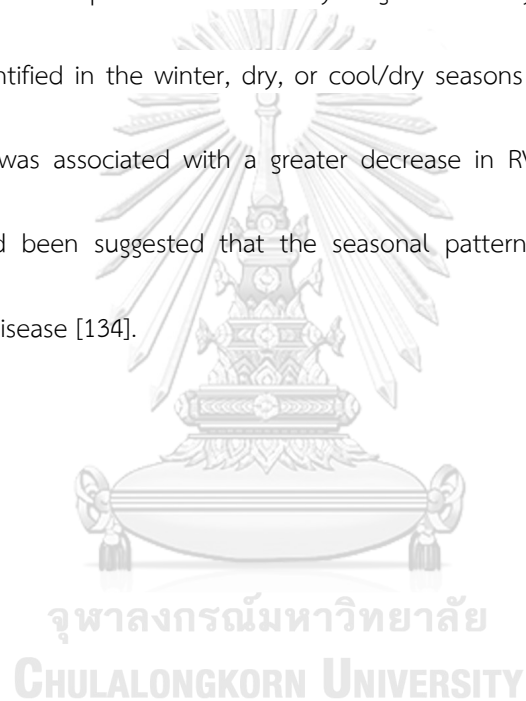 ntified in the winter, dry, or cool/dry seasons
was associated with a greater decrease in RV
d been suggested that the seasonal pattern
isease [134].
จุฬาลงกรณ์มหาวิทยาลัย
CHULALONGKORN UNIVERSITY